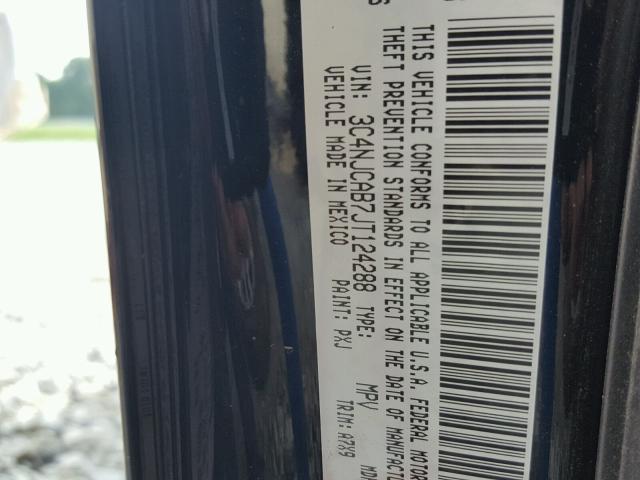 THIS VEHICLE CONFORMS TO ALL APPLICABLE U.S.A. FEDERAL MOTOR
THEFT PREVENTION STANDARDS IN EFFECT ON THE DATE OF MANUFACTU
VIN: 3C4NJCAB7JT124288 TYPE: MPV
VEHICLE MADE IN MEXICO PAINT: PXJ TRIM: A7X9 MDH